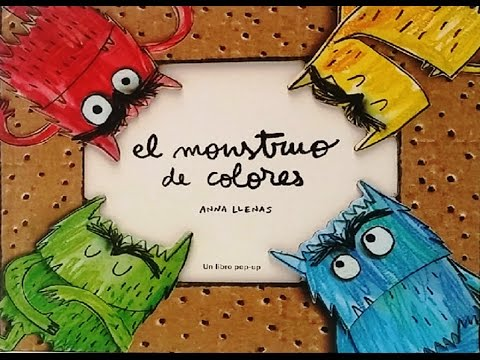 el monstruo
de colores
ANNA LLENAS
Un libro pop-up